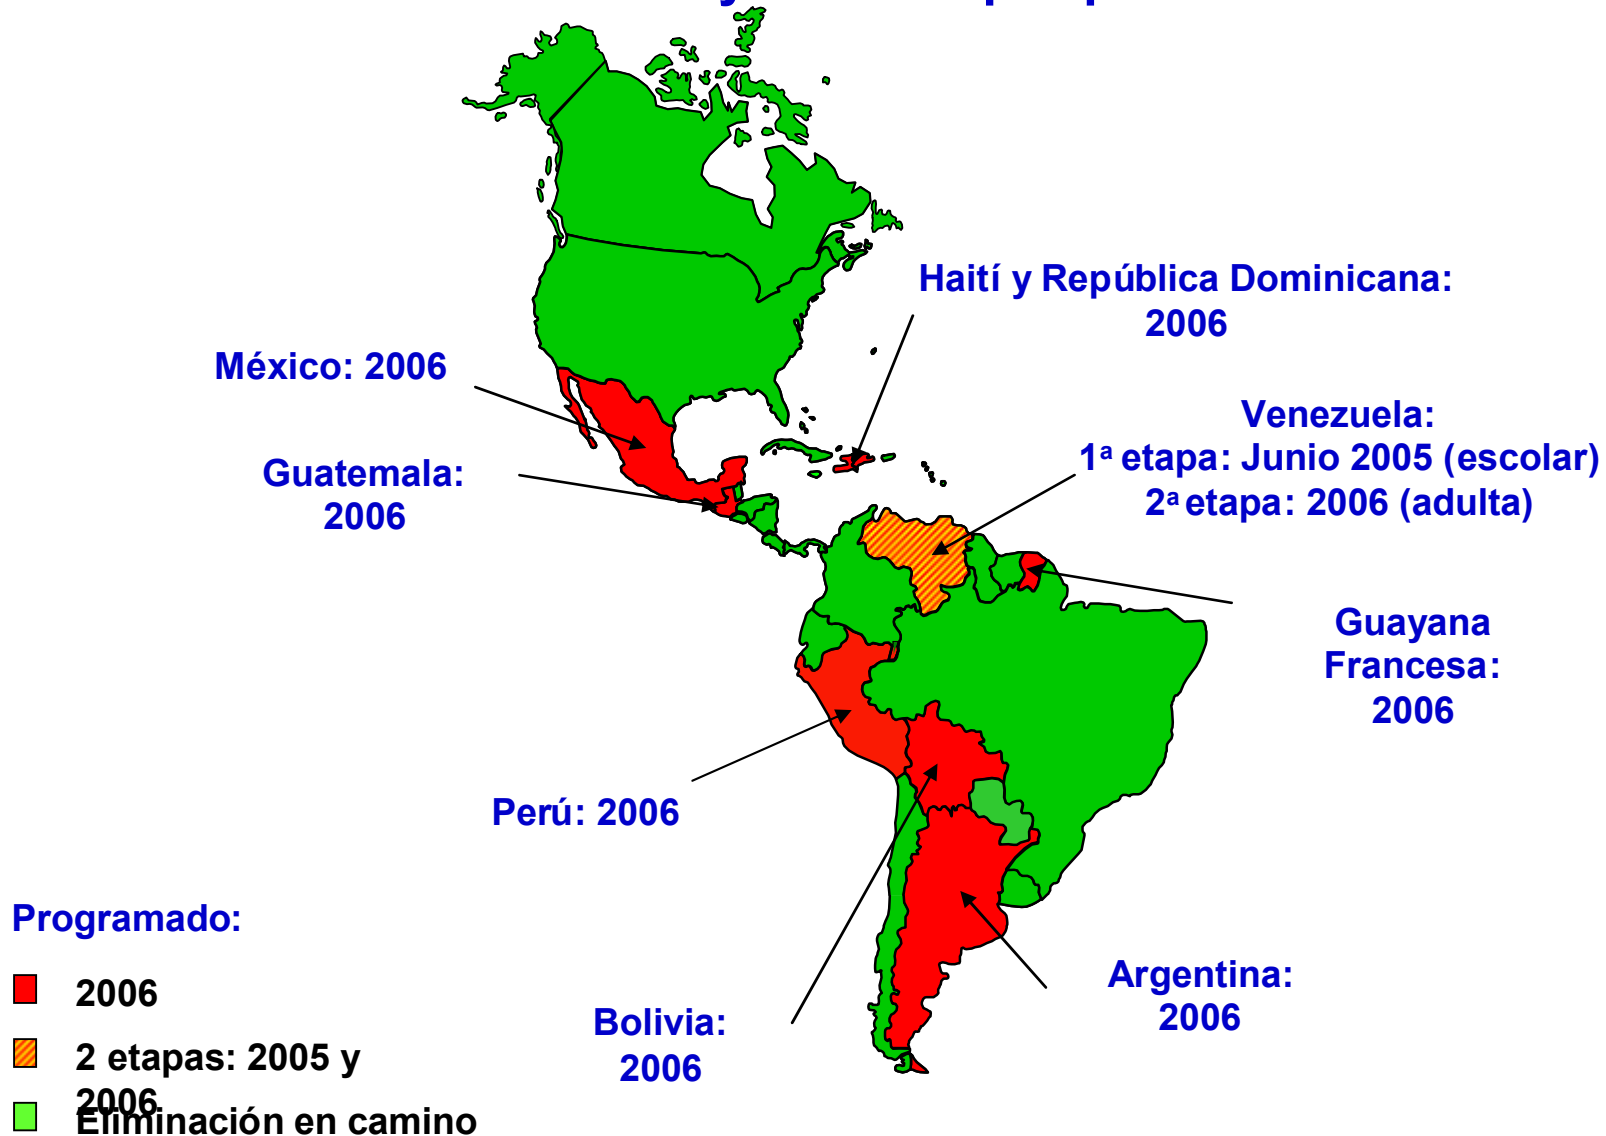 Haití y República Dominicana:
2006
México: 2006
Venezuela:
1ª etapa: Junio 2005 (escolar)
2ª etapa: 2006 (adulta)
Guatemala:
2006
Guayana
Francesa:
2006
Perú: 2006
Argentina:
2006
Bolivia:
2006
Programado:
2006
2 etapas: 2005 y
2006
Eliminación en camino